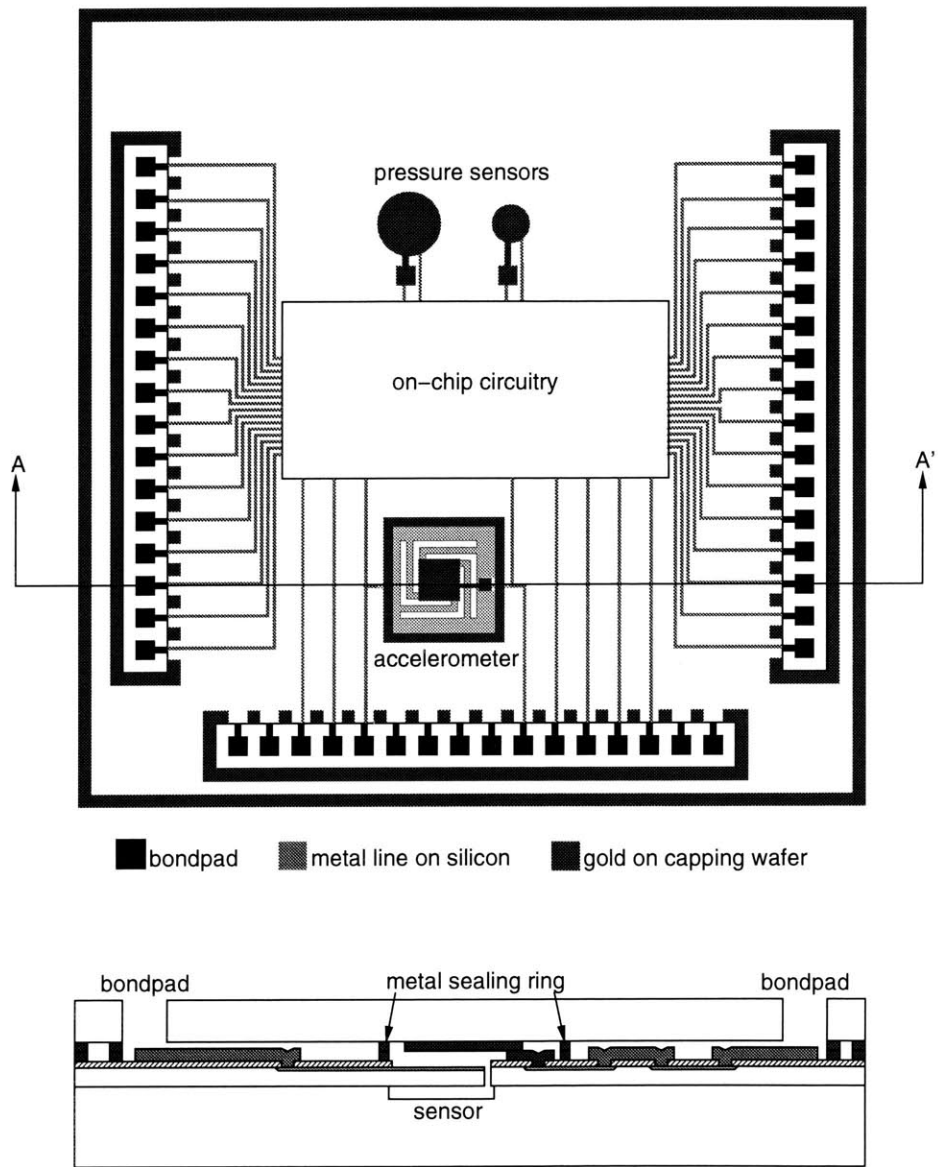 pressure sensors
on-chip circuitry
A
A'
accelerometer
bondpad
metal line on silicon
gold on capping wafer
bondpad
metal sealing ring
bondpad
sensor